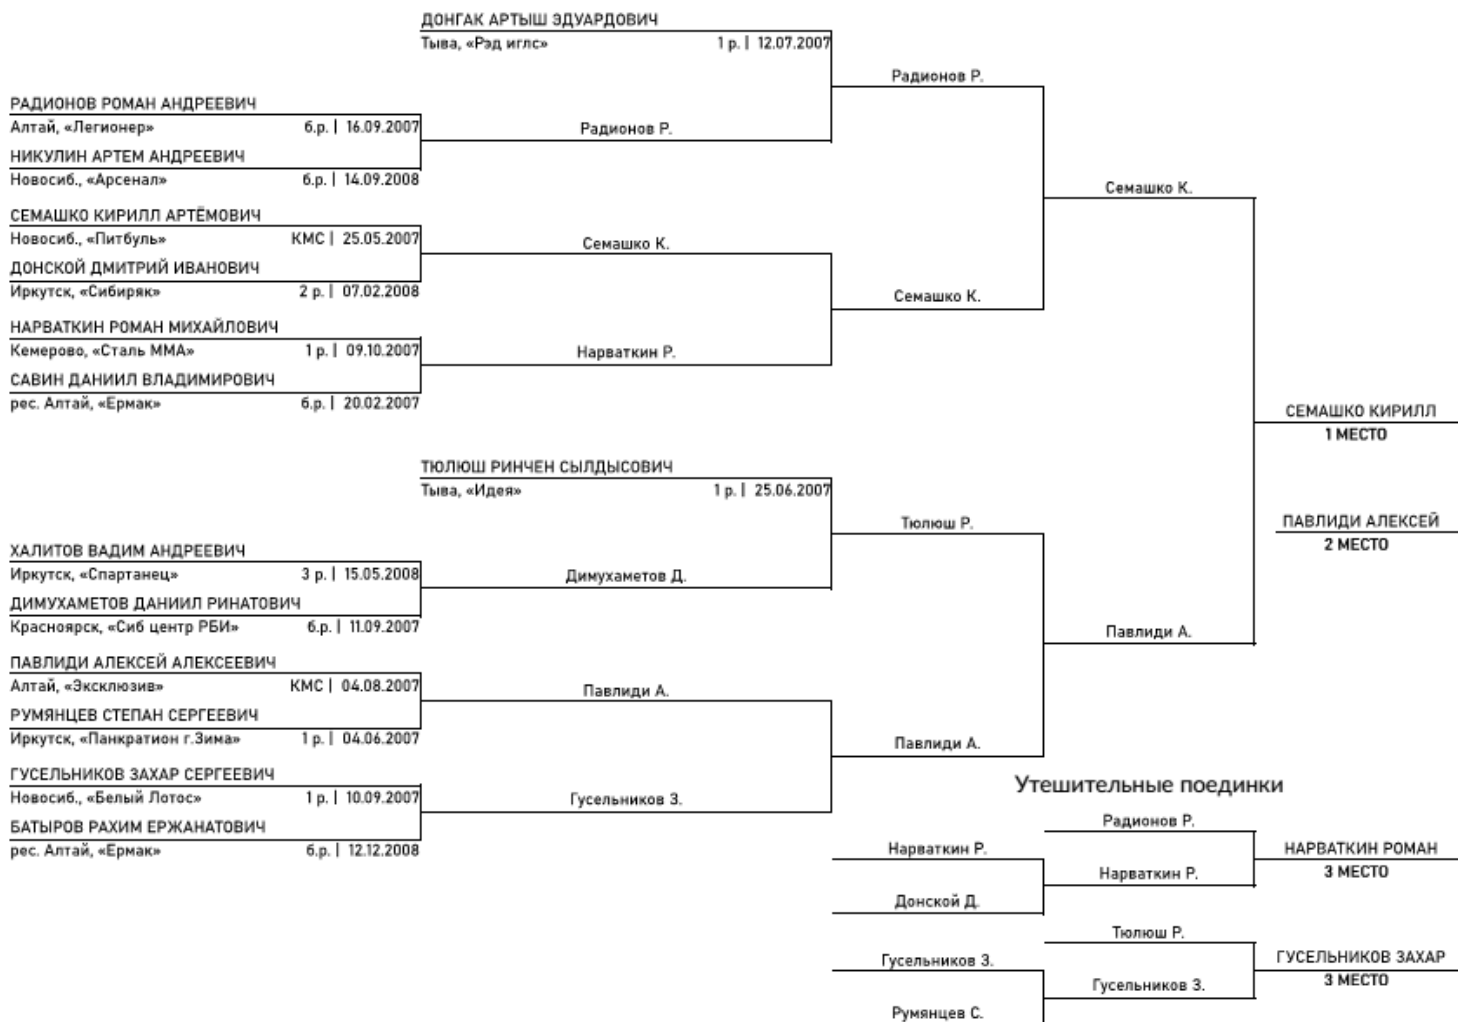 ДОНГАК АРТЫШ ЭДУАРДОВИЧ
Тыва, «Рэд иглс» 1 р. | 12.07.2007
Радионов Р.
РАДИОНОВ РОМАН АНДРЕЕВИЧ
Алтай, «Легионер» б.р. | 16.09.2007
Радионов Р.
НИКУЛИН АРТЕМ АНДРЕЕВИЧ
Новосиб., «Арсенал» б.р. | 14.09.2008
Семашко К.
СЕМАШКО КИРИЛЛ АРТЁМОВИЧ
Новосиб., «Питбуль» КМС | 25.05.2007
Семашко К.
ДОНСКОЙ ДМИТРИЙ ИВАНОВИЧ
Иркутск, «Сибиряк» 2 р. | 07.02.2008
Семашко К.
НАРВАТКИН РОМАН МИХАЙЛОВИЧ
Кемерово, «Сталь ММА» 1 р. | 09.10.2007
Нарваткин Р.
САВИН ДАНИИЛ ВЛАДИМИРОВИЧ
рес. Алтай, «Ермак» б.р. | 20.02.2007
СЕМАШКО КИРИЛЛ
1 МЕСТО
ТЮЛЮШ РИНЧЕН СЫЛДЫСОВИЧ
Тыва, «Идея» 1 р. | 25.06.2007
Тюлюш Р.
ПАВЛИДИ АЛЕКСЕЙ
2 МЕСТО
ХАЛИТОВ ВАДИМ АНДРЕЕВИЧ
Иркутск, «Спартанец» 3 р. | 15.05.2008
Димухаметов Д.
ДИМУХАМЕТОВ ДАНИИЛ РИНАТОВИЧ
Красноярск, «Сиб центр РБИ» б.р. | 11.09.2007
Павлиди А.
ПАВЛИДИ АЛЕКСЕЙ АЛЕКСЕЕВИЧ
Алтай, «Эксклюзив» КМС | 04.08.2007
Павлиди А.
РУМЯНЦЕВ СТЕПАН СЕРГЕЕВИЧ
Иркутск, «Панкратион г.Зима» 1 р. | 04.06.2007
Павлиди А.
ГУСЕЛЬНИКОВ ЗАХАР СЕРГЕЕВИЧ
Новосиб., «Белый Лотос» 1 р. | 10.09.2007
Гусельников З.
БАТЫРОВ РАХИМ ЕРЖАНАТОВИЧ
рес. Алтай, «Ермак» б.р. | 12.12.2008
Утешительные поединки
Радионов Р.
Нарваткин Р.
НАРВАТКИН РОМАН
3 МЕСТО
Нарваткин Р.
Донской Д.
Тюлюш Р.
Гусельников З.
ГУСЕЛЬНИКОВ ЗАХАР
3 МЕСТО
Гусельников З.
Румянцев С.